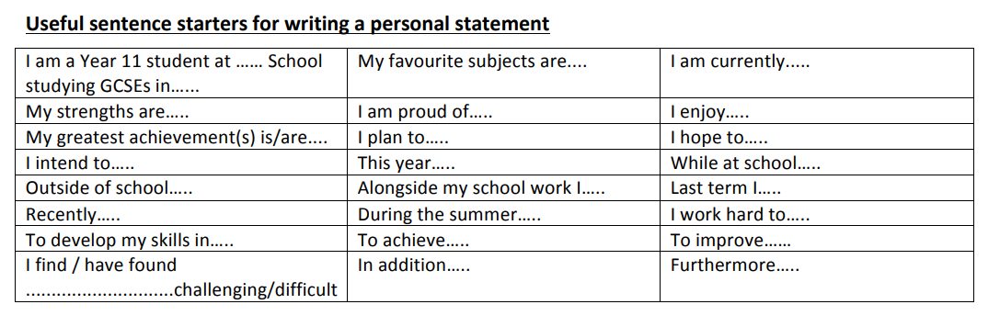 Useful sentence starters for writing a personal statement
I am a Year 11 student at …… School
studying GCSEs in…...
My favourite subjects are....
I am currently.....
My strengths are…..
I am proud of…..
I enjoy…..
My greatest achievement(s) is/are....
I plan to…..
I hope to…..
I intend to…..
This year…..
While at school…..
Outside of school…..
Alongside my school work I…..
Last term I…..
Recently…..
During the summer…..
I work hard to…..
To develop my skills in…..
To achieve…..
To improve……
I find / have found
.............................challenging/difficult
In addition…..
Furthermore…..